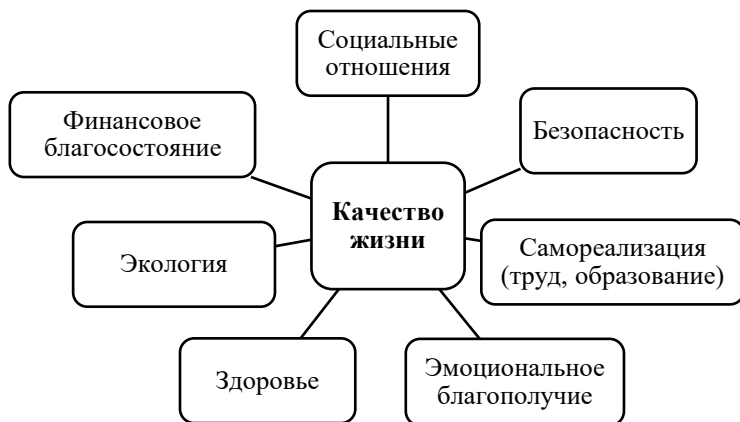 Социальные
отношения
Финансовое
благосостояние
Безопасность
Качество
жизни
Экология
Самореализация
(труд, образование)
Здоровье
Эмоциональное
благополучие